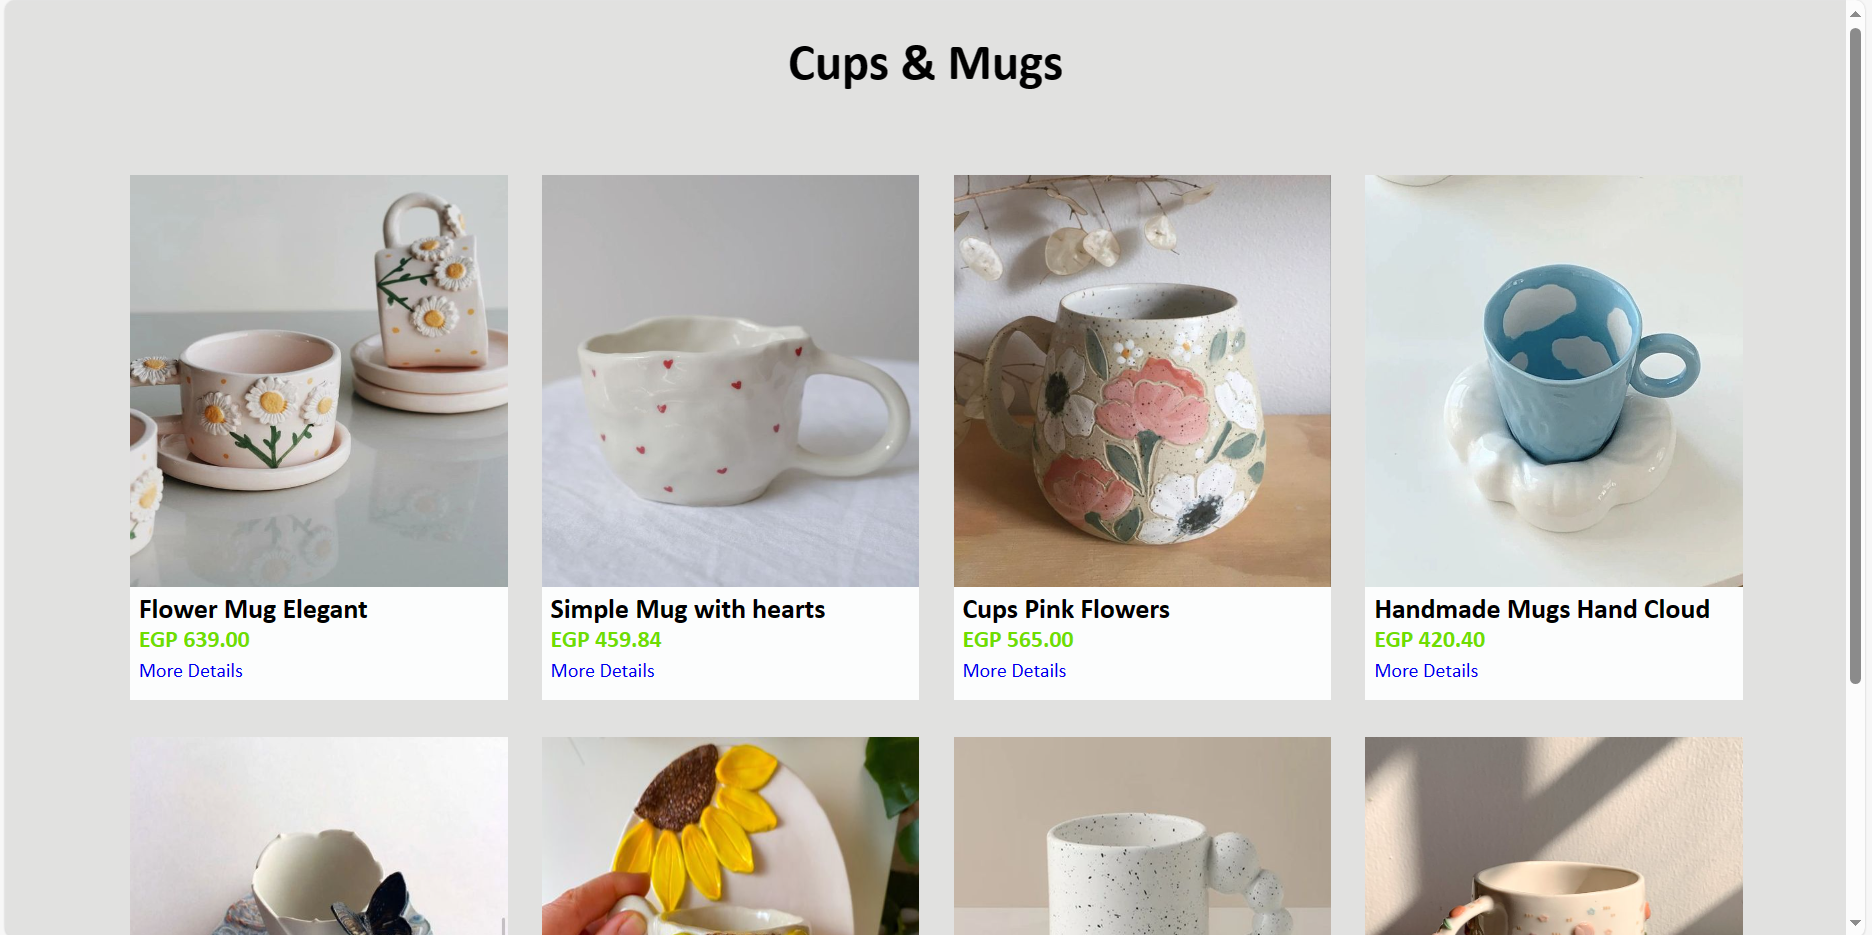 Cups & Mugs
Flower Mug Elegant
EGP 639.00
More Details
Simple Mug with hearts
EGP 459.84
More Details
Cups Pink Flowers
EGP 565.00
More Details
Handmade Mugs Hand Cloud
EGP 420.40
More Details